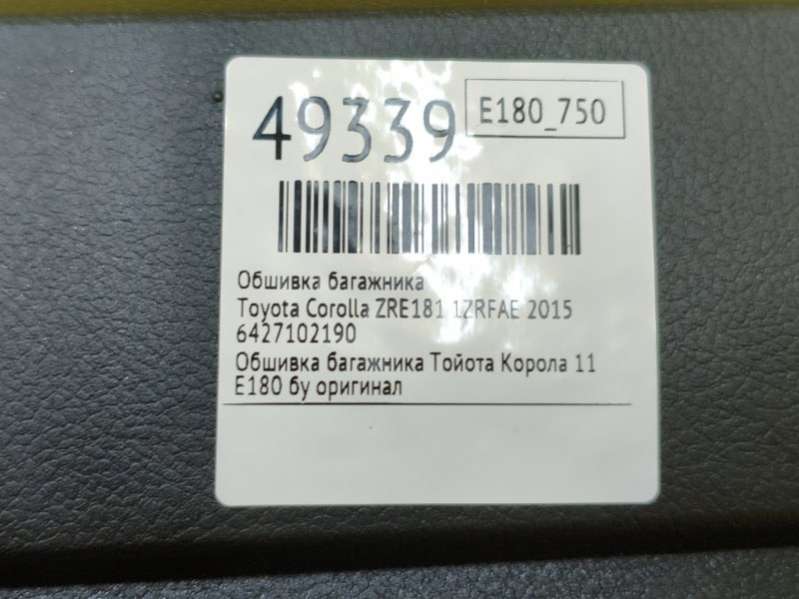 49339
E180_750
Обшивка багажника
Toyota Corolla ZRE181 1ZRFAE 2015
6427102190
Обшивка багажника Тойота Корола 11
E180 бу оригинал